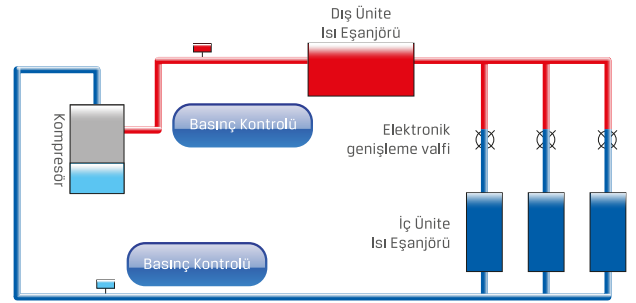 Dış Ünite
Isı Eşanjörü
Kompresör
Basınç Kontrolü
Elektronik
genişleme valfi
İç Ünite
Isı Eşanjörü
Basınç Kontrolü